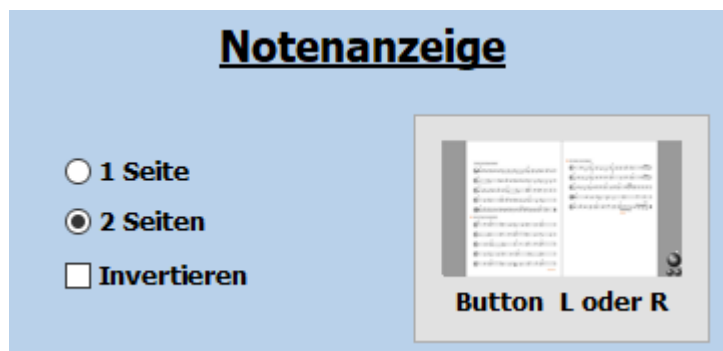 Notenanzeige
1 Seite
2 Seiten
Invertieren
Button L oder R